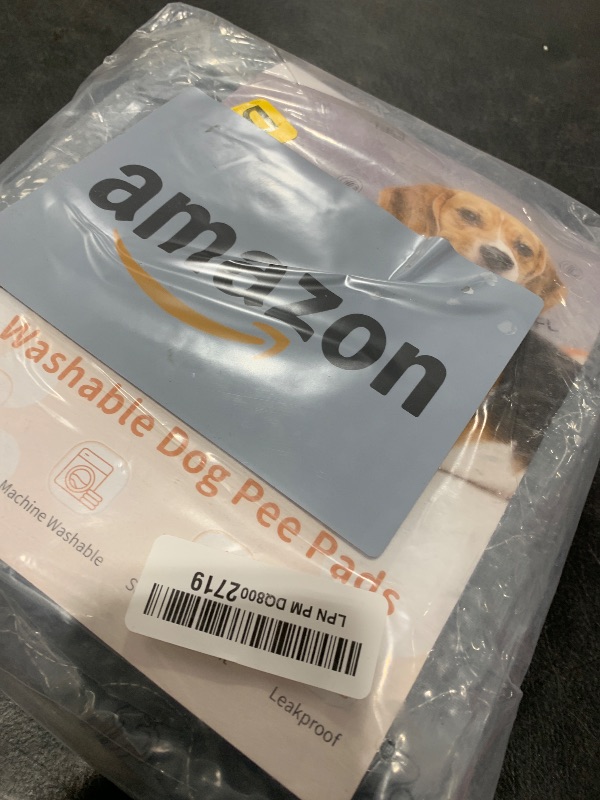 amazon
Washable Dog Pee Pads
Machine Washable
S
LPN PM DQ800 2719
Leakproof